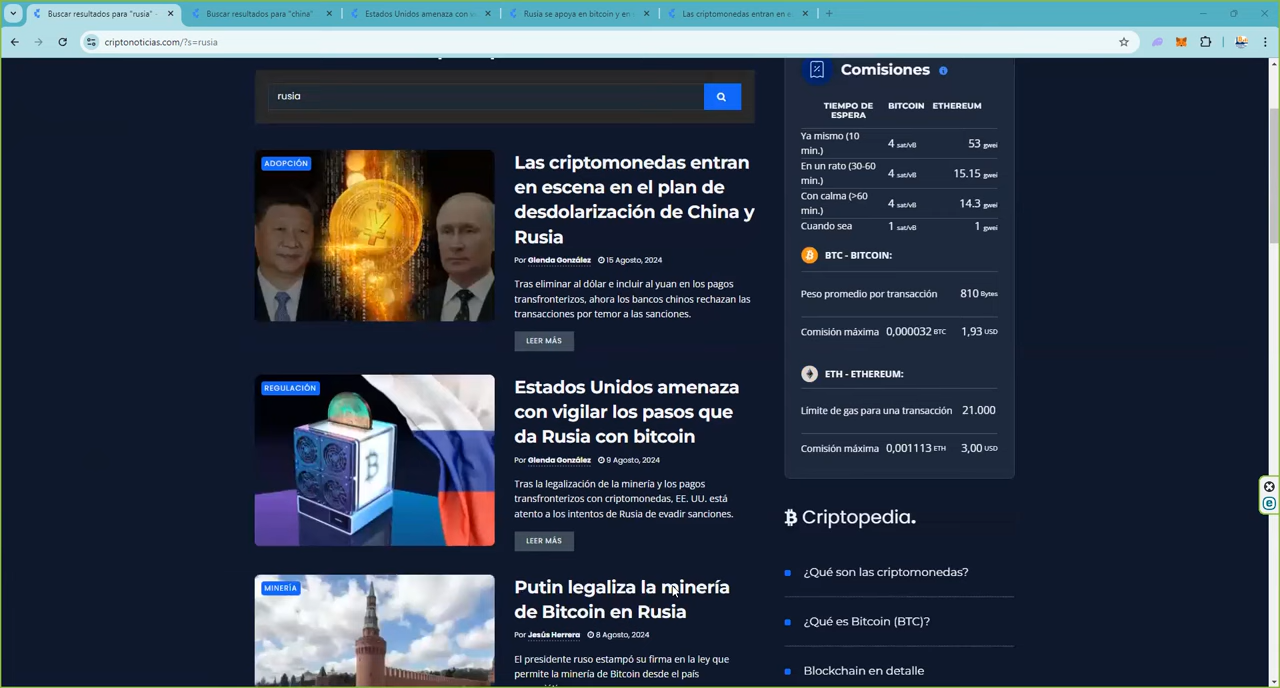 Buscar resultados para "rusia" -
Buscar resultados para "china"
Estados Unidos amenaza con v
Rusia se apoya en bitcoin y en
Las criptomonedas entran en e
criptonoticias.com/?s=rusia
rusia
ADOPCIÓN
Las criptomonedas entran
en escena en el plan de
desdolarización de China y
Rusia
Por Glenda González 15 Agosto, 2024
Tras eliminar al dólar e incluir al yuan en los pagos
transfronterizos, ahora los bancos chinos rechazan las
transacciones por temor a las sanciones.
LEER MÁS
REGULACIÓN
Estados Unidos amenaza
con vigilar los pasos que
da Rusia con bitcoin
Por Glenda González 9 Agosto, 2024
Tras la legalización de la minería y los pagos
transfronterizos con criptomonedas, EE. UU. está
atento a los intentos de Rusia de evadir sanciones.
LEER MÁS
MINERÍA
Putin legaliza la minería
de Bitcoin en Rusia
Por Jesús Herrera 8 Agosto, 2024
El presidente ruso estampó su firma en la ley que
permite la minería de Bitcoin desde el país
Comisiones
TIEMPO DE ESPERA BITCOIN ETHEREUM
Ya mismo (10 min.) 4 sat/vB 53 gwei
En un rato (30-60 min.) 4 sat/vB 15.15 gwei
Con calma (>60 min.) 4 sat/vB 14.3 gwei
Cuando sea 1 sat/vB 1 gwei
BTC - BITCOIN:
Peso promedio por transacción 810 Bytes
Comisión máxima 0,000032 BTC 1,93 USD
ETH - ETHEREUM:
Límite de gas para una transacción 21.000
Comisión máxima 0,001113 ETH 3,00 USD
Criptopedia.
¿Qué son las criptomonedas?
¿Qué es Bitcoin (BTC)?
Blockchain en detalle